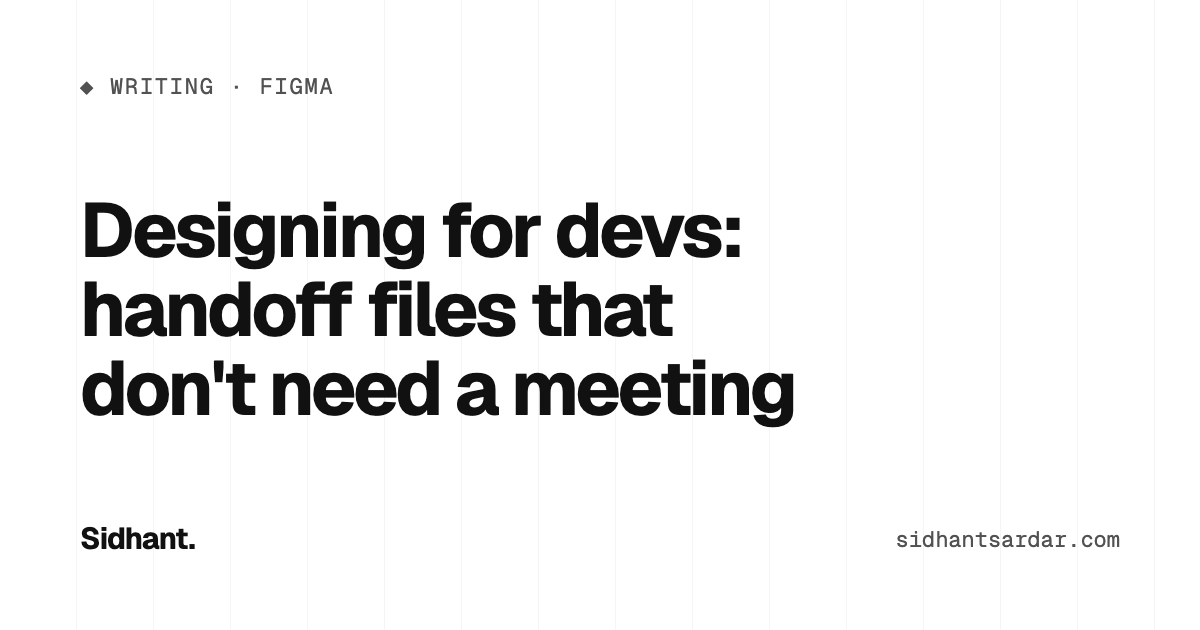 ◆ WRITING · FIGMA
Designing for devs:
handoff files that
don't need a meeting
Sidhant.
sidhantsardar.com